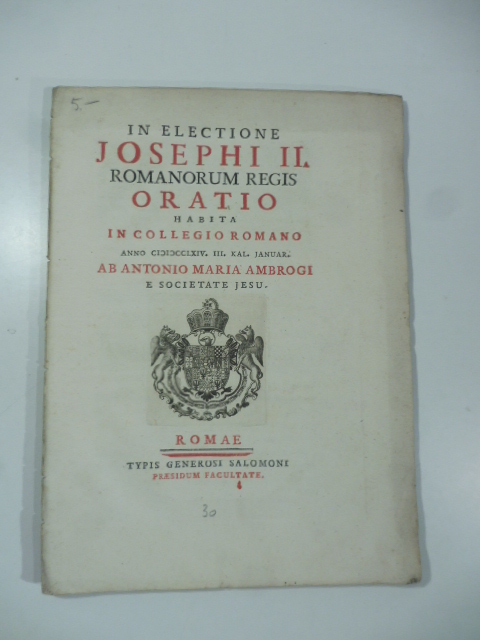 5.-
IN ELECTIONE
JOSEPHI II.
ROMANORUM REGIS
ORATIO
HABITA
IN COLLEGIO ROMANO
ANNO CIƆIƆCCLXIV. III. KAL. JANUAR.
AB ANTONIO MARIA AMBROGI
E SOCIETATE JESU.
ROMAE
TYPIS GENEROSI SALOMONI
PRÆSIDUM FACULTATE.
30